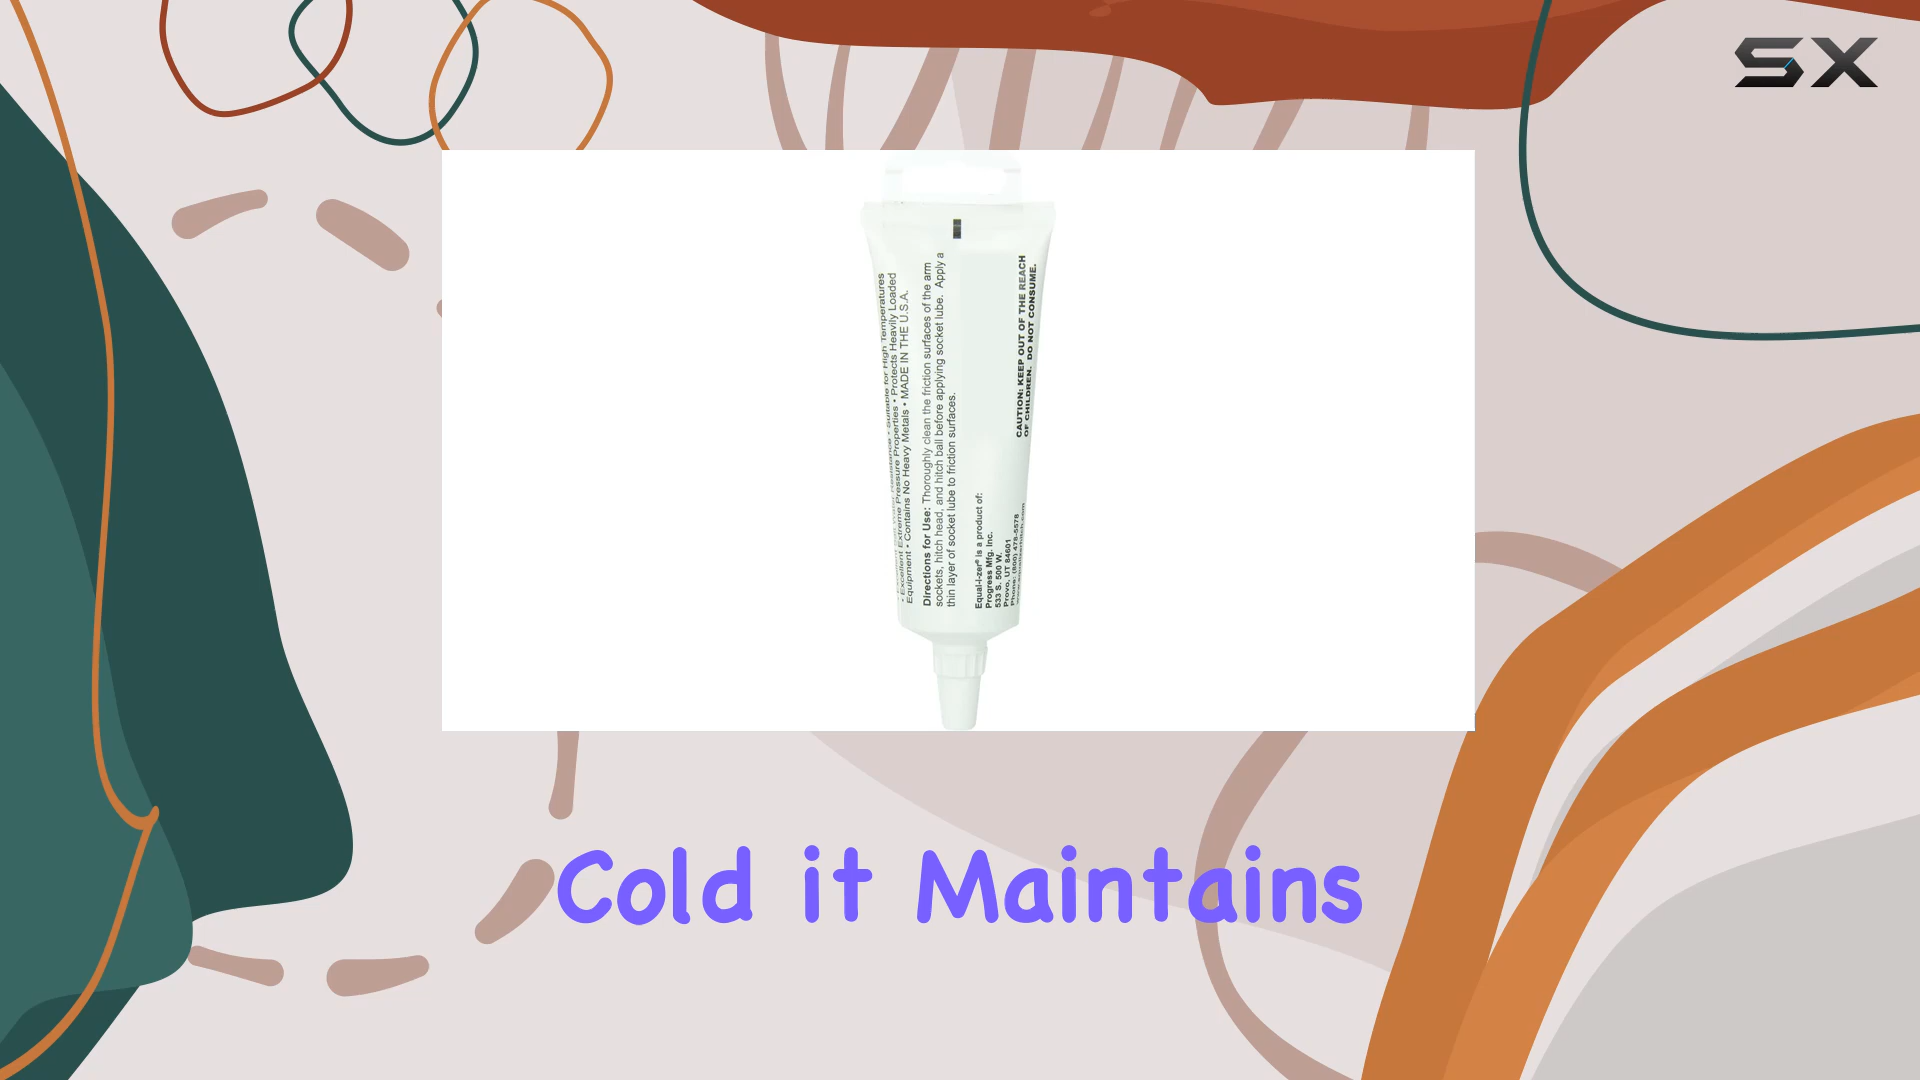 SX
Suitable for High Temperatures
• Excellent Extreme Pressure Properties • Protects Heavily Loaded
Equipment • Contains No Heavy Metals • MADE IN THE U.S.A.
Directions for Use: Thoroughly clean the friction surfaces of the arm
sockets, hitch head, and hitch ball before applying socket lube. Apply a
thin layer of socket lube to friction surfaces.
Equal-i-zer® is a product of:
Progress Mfg. Inc.
533 S. 500 W.
Provo, UT 84601
Phone: (800) 478-5578
CAUTION: KEEP OUT OF THE REACH
OF CHILDREN. DO NOT CONSUME.
Cold it Maintains